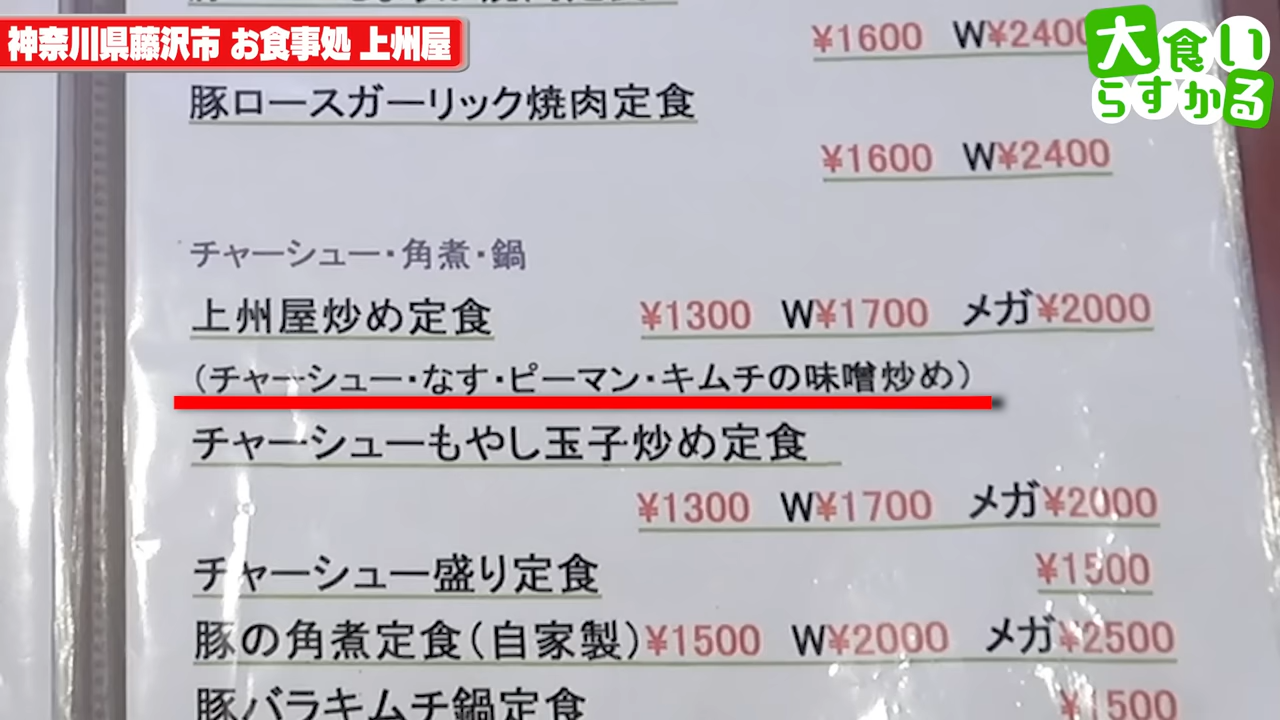 神奈川県藤沢市 お食事処 上州屋
大食い
らすかる
¥1600 W¥2400
豚ロースガーリック焼肉定食
¥1600 W¥2400
チャーシュー・角煮・鍋
上州屋炒め定食 ¥1300 W¥1700 メガ¥2000
(チャーシュー・なす・ピーマン・キムチの味噌炒め)
チャーシューもやし玉子炒め定食
¥1300 W¥1700 メガ¥2000
チャーシュー盛り定食 ¥1500
豚の角煮定食(自家製)¥1500 W¥2000 メガ¥2500
豚バラキムチ鍋定食 ¥1500